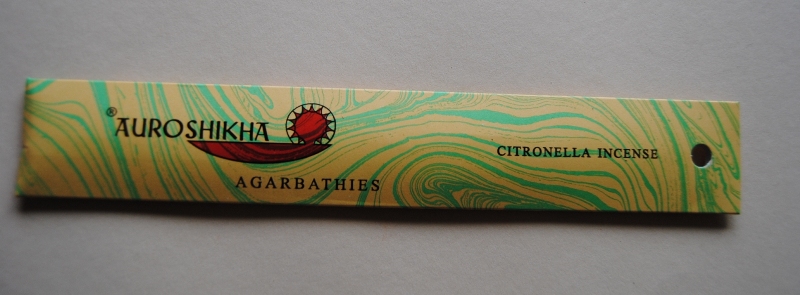 ® AUROSHIKHA
AGARBATHIES
CITRONELLA INCENSE